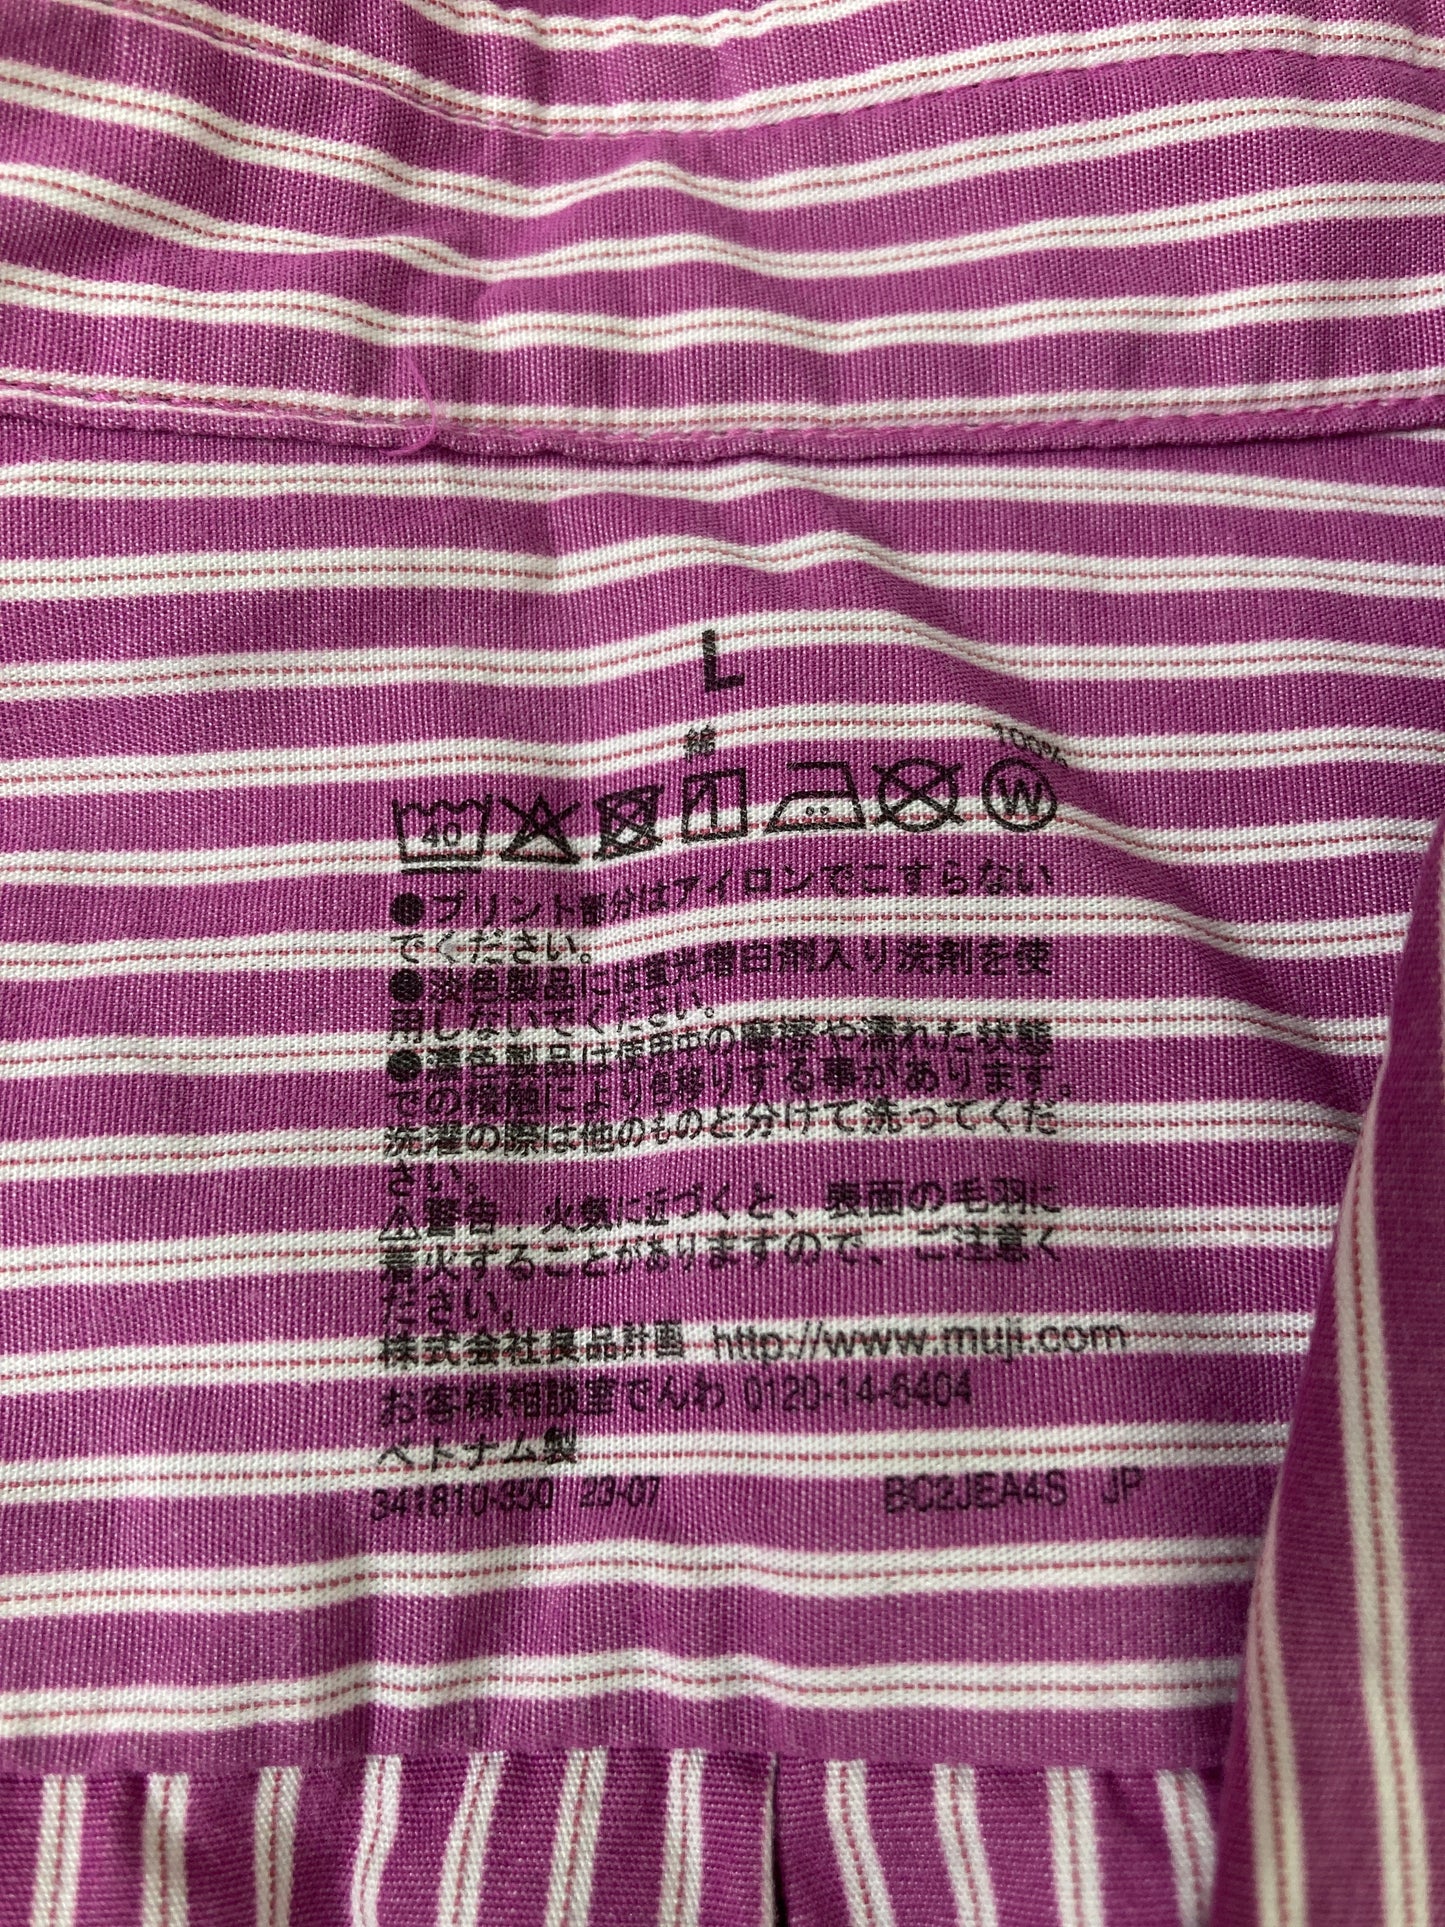 L
綿 100%
40 W
●プリント部分はアイロンでこすらない
でください。
●淡色製品には蛍光増白剤入り洗剤を使
用しないでください。
●濃色製品は使用中の摩擦や濡れた状態
での接触により色移りする事があります。
洗濯の際は他のものと分けて洗ってくだ
さい。
⚠警告:火気に近づくと、表面の毛羽に
着火することがありますので、ご注意く
ださい。
株式会社良品計画 http://www.muji.com
お客様相談室でんわ 0120-14-6404
ベトナム製
341810-350 23-07 BC2JEA4S JP